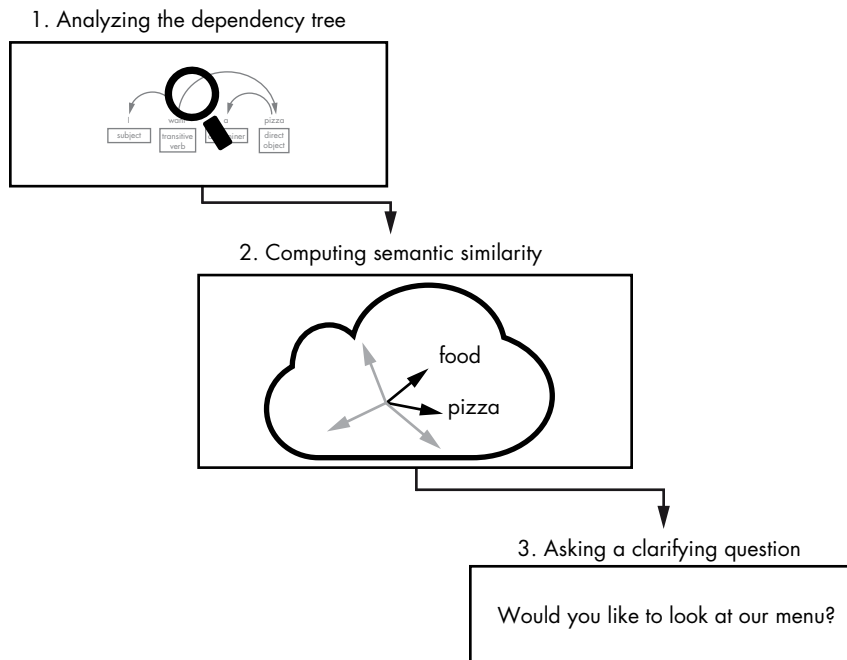 1. Analyzing the dependency tree
I want a pizza
subject transitive verb direct object
2. Computing semantic similarity
food
pizza
3. Asking a clarifying question
Would you like to look at our menu?